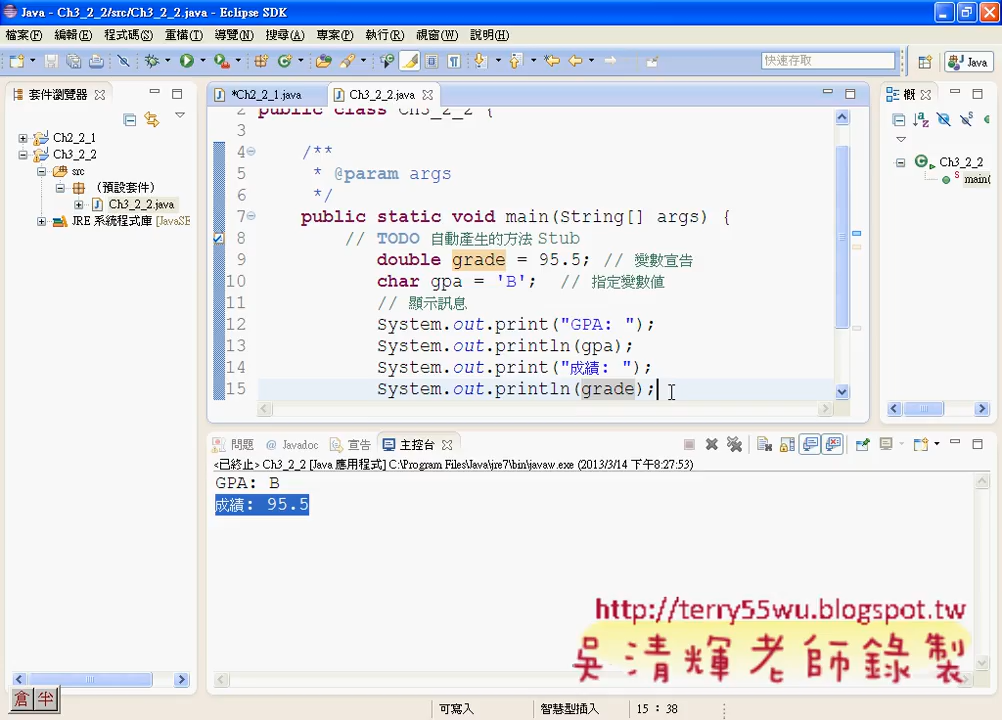 Java - Ch3_2_2/src/Ch3_2_2.java - Eclipse SDK
檔案(F) 編輯(E) 程式碼(S) 重構(T) 導覽(N) 搜尋(A) 專案(P) 執行(R) 視窗(W) 說明(H)
快速存取 Java
套件瀏覽器
Ch2_2_1
Ch3_2_2
src
(預設套件)
Ch3_2_2.java
JRE 系統程式庫 [JavaSE
*Ch2_2_1.java Ch3_2_2.java
2 public class Ch3_2_2 {
3
4 /**
5 * @param args
6 */
7 public static void main(String[] args) {
8 // TODO 自動產生的方法 Stub
9 double grade = 95.5; // 變數宣告
10 char gpa = 'B'; // 指定變數值
11 // 顯示訊息
12 System.out.print("GPA: ");
13 System.out.println(gpa);
14 System.out.print("成績: ");
15 System.out.println(grade);
概
Ch3_2_2
main(
問題 @ Javadoc 宣告 主控台
<已終止> Ch3_2_2 [Java 應用程式] C:\Program Files\Java\jre7\bin\javaw.exe (2013/3/14 下午8:27:53)
GPA: B
成績: 95.5
http://terry55wu.blogspot.tw
吳清輝老師錄製
倉 半
可寫入 智慧型插入 15 : 38